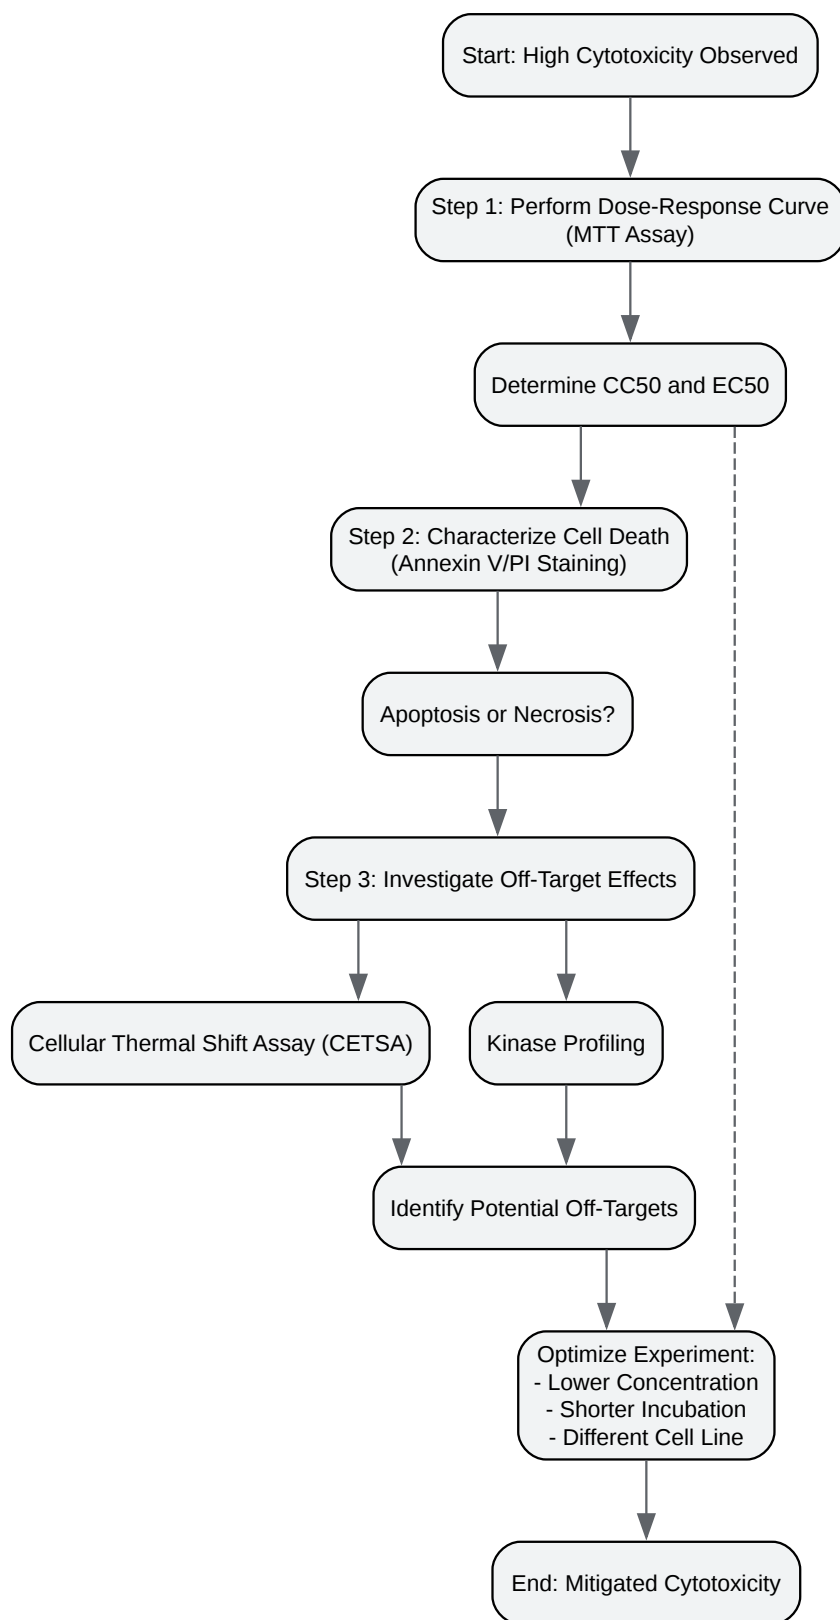 Start: High Cytotoxicity Observed
Step 1: Perform Dose-Response Curve
(MTT Assay)
Determine CC50 and EC50
Step 2: Characterize Cell Death
(Annexin V/PI Staining)
Apoptosis or Necrosis?
Step 3: Investigate Off-Target Effects
Cellular Thermal Shift Assay (CETSA)
Kinase Profiling
Identify Potential Off-Targets
Optimize Experiment:
- Lower Concentration
- Shorter Incubation
- Different Cell Line
End: Mitigated Cytotoxicity